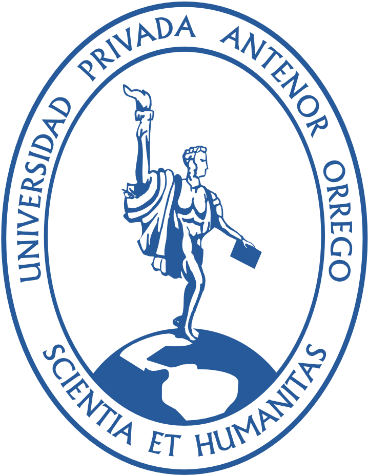 UNIVERSIDAD PRIVADA ANTENOR ORREGO
SCIENTIA ET HUMANITAS